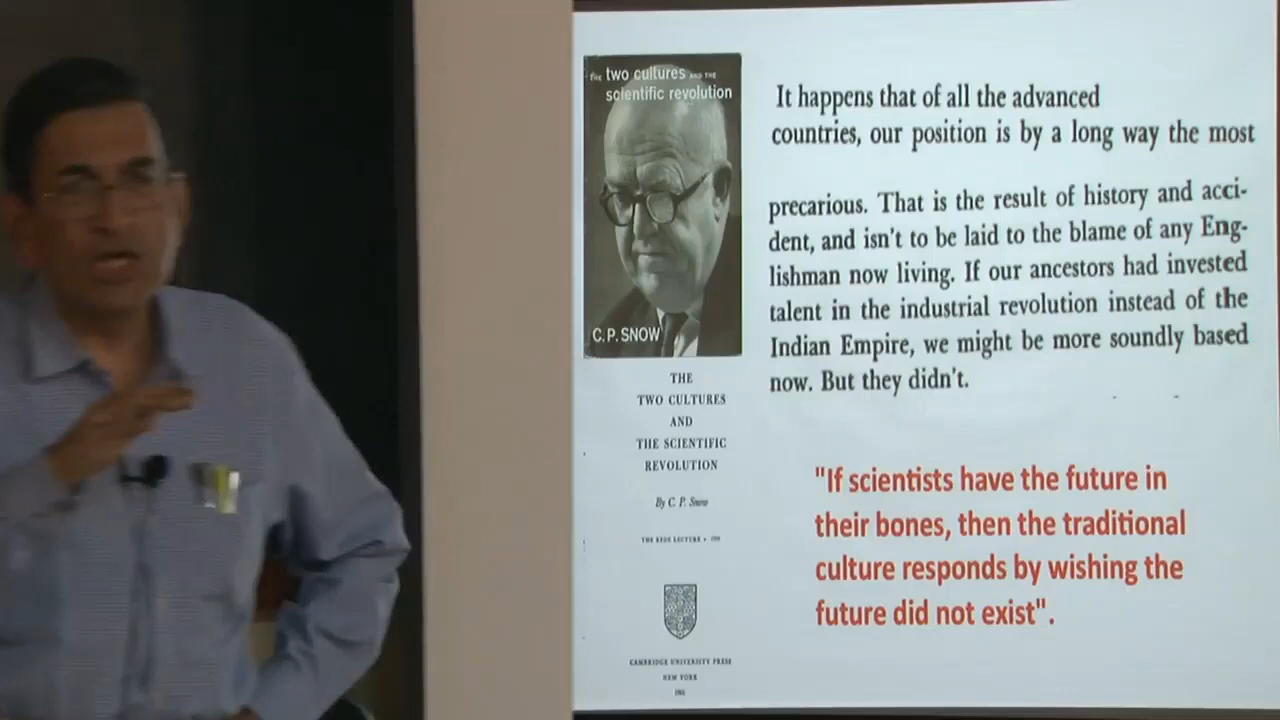 THE two cultures AND THE
scientific revolution
C.P. SNOW
THE
TWO CULTURES
AND
THE SCIENTIFIC
REVOLUTION
By C. P. Snow
THE REDE LECTURE •
CAMBRIDGE UNIVERSITY PRESS
NEW YORK
It happens that of all the advanced
countries, our position is by a long way the most
precarious. That is the result of history and acci-
dent, and isn't to be laid to the blame of any Eng-
lishman now living. If our ancestors had invested
talent in the industrial revolution instead of the
Indian Empire, we might be more soundly based
now. But they didn't.
"If scientists have the future in
their bones, then the traditional
culture responds by wishing the
future did not exist".